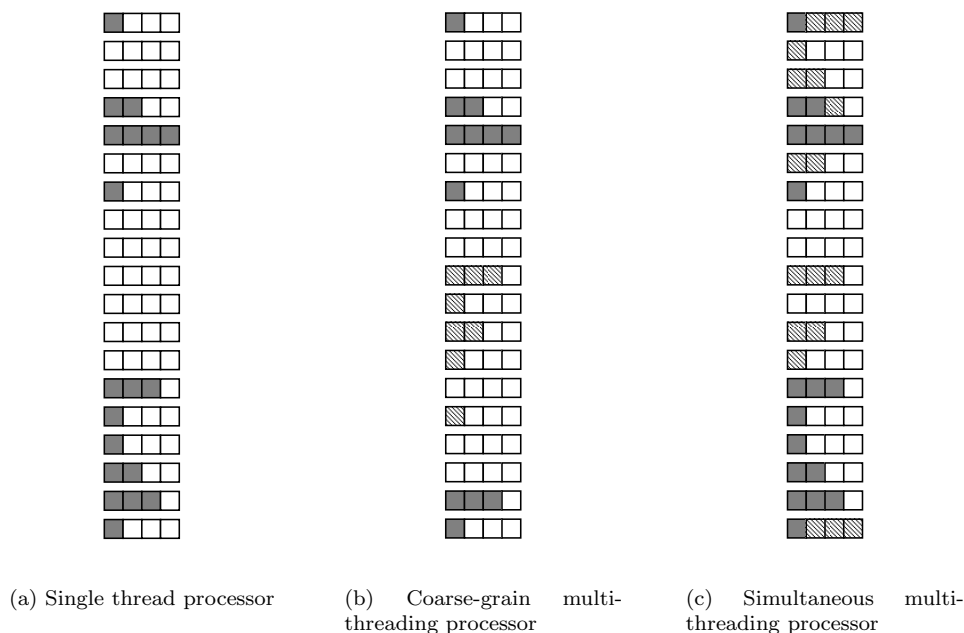 (a) Single thread processor
(b) Coarse-grain multi-
threading processor
(c) Simultaneous multi-
threading processor